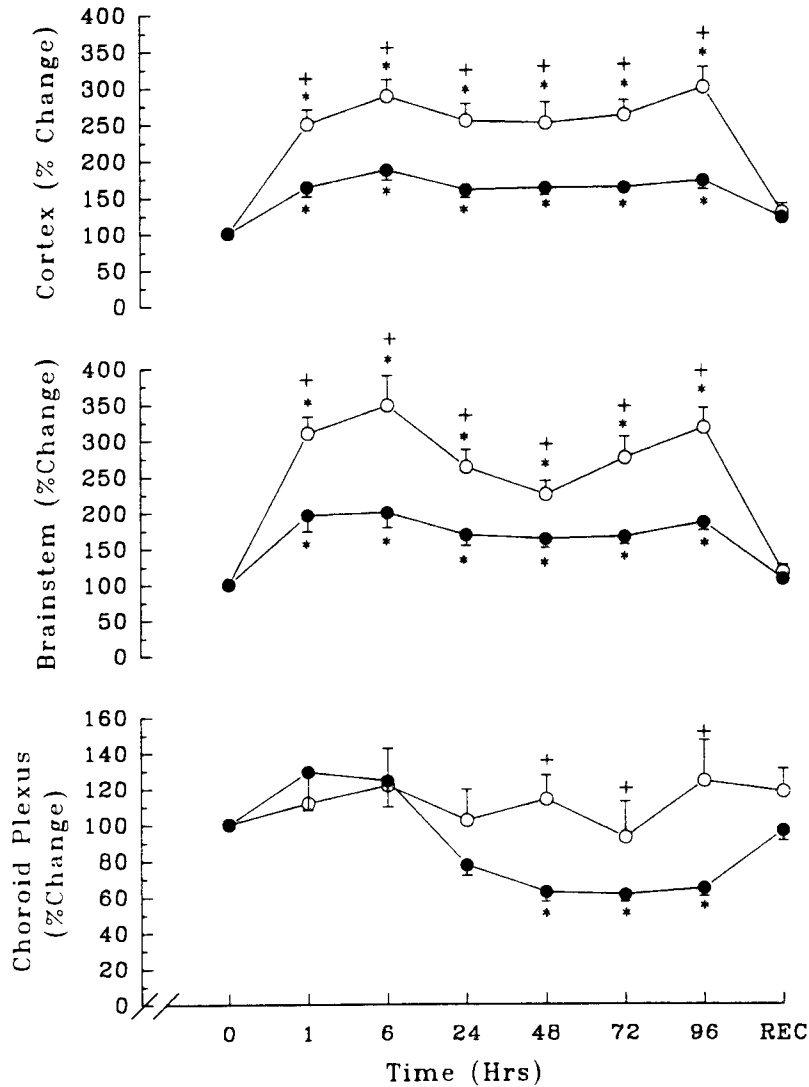 Cortex (% Change)
400
350
300
250
200
150
100
50
0
+ + + + + +
* * * * * *
* * * * * *
Brainstem (%Change)
400
350
300
250
200
150
100
50
0
+ + + + + +
* * * * * *
* * * * * *
Choroid Plexus
(%Change)
160
140
120
100
80
60
40
20
0
+ + +
* * *
0 1 6 24 48 72 96 REC
Time (Hrs)